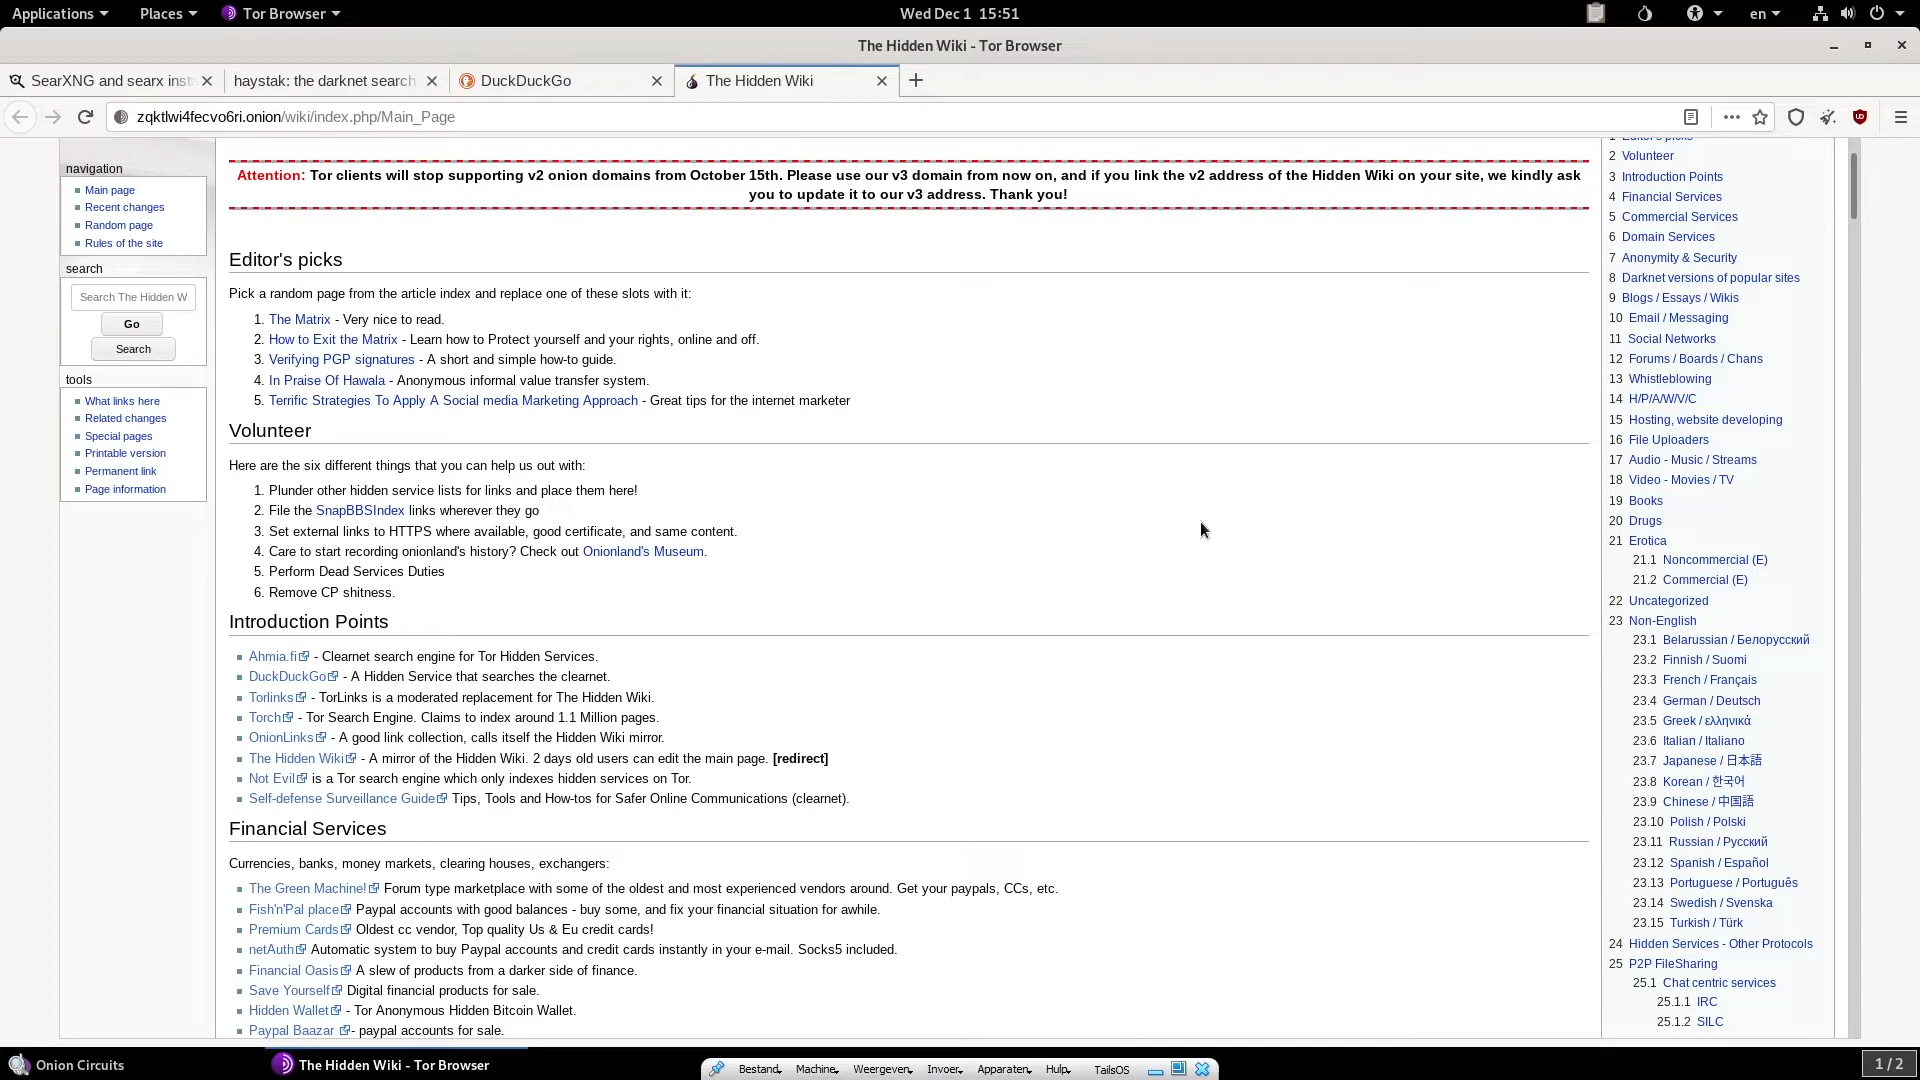 Applications
Places
Tor Browser
Wed Dec 1 15:51
en
The Hidden Wiki - Tor Browser
SearXNG and searx inst
haystak: the darknet search
DuckDuckGo
The Hidden Wiki
zqktlwi4fecvo6ri.onion/wiki/index.php/Main_Page
navigation
Main page
Recent changes
Random page
Rules of the site
search
Search The Hidden W
Go
Search
tools
What links here
Related changes
Special pages
Printable version
Permanent link
Page information
Attention: Tor clients will stop supporting v2 onion domains from October 15th. Please use our v3 domain from now on, and if you link the v2 address of the Hidden Wiki on your site, we kindly ask
you to update it to our v3 address. Thank you!
Editor's picks
Pick a random page from the article index and replace one of these slots with it:
1. The Matrix - Very nice to read.
2. How to Exit the Matrix - Learn how to Protect yourself and your rights, online and off.
3. Verifying PGP signatures - A short and simple how-to guide.
4. In Praise Of Hawala - Anonymous informal value transfer system.
5. Terrific Strategies To Apply A Social media Marketing Approach - Great tips for the internet marketer
Volunteer
Here are the six different things that you can help us out with:
1. Plunder other hidden service lists for links and place them here!
2. File the SnapBBSIndex links wherever they go
3. Set external links to HTTPS where available, good certificate, and same content.
4. Care to start recording onionland's history? Check out Onionland's Museum.
5. Perform Dead Services Duties
6. Remove CP shitness.
Introduction Points
Ahmia.fi - Clearnet search engine for Tor Hidden Services.
DuckDuckGo - A Hidden Service that searches the clearnet.
Torlinks - TorLinks is a moderated replacement for The Hidden Wiki.
Torch - Tor Search Engine. Claims to index around 1.1 Million pages.
OnionLinks - A good link collection, calls itself the Hidden Wiki mirror.
The Hidden Wiki - A mirror of the Hidden Wiki. 2 days old users can edit the main page. [redirect]
Not Evil is a Tor search engine which only indexes hidden services on Tor.
Self-defense Surveillance Guide Tips, Tools and How-tos for Safer Online Communications (clearnet).
Financial Services
Currencies, banks, money markets, clearing houses, exchangers:
The Green Machine! Forum type marketplace with some of the oldest and most experienced vendors around. Get your paypals, CCs, etc.
Fish'n'Pal place Paypal accounts with good balances - buy some, and fix your financial situation for awhile.
Premium Cards Oldest cc vendor, Top quality Us & Eu credit cards!
netAuth Automatic system to buy Paypal accounts and credit cards instantly in your e-mail. Socks5 included.
Financial Oasis A slew of products from a darker side of finance.
Save Yourself Digital financial products for sale.
Hidden Wallet - Tor Anonymous Hidden Bitcoin Wallet.
Paypal Baazar - paypal accounts for sale.
1 Editor's picks
2 Volunteer
3 Introduction Points
4 Financial Services
5 Commercial Services
6 Domain Services
7 Anonymity & Security
8 Darknet versions of popular sites
9 Blogs / Essays / Wikis
10 Email / Messaging
11 Social Networks
12 Forums / Boards / Chans
13 Whistleblowing
14 H/P/A/W/V/C
15 Hosting, website developing
16 File Uploaders
17 Audio - Music / Streams
18 Video - Movies / TV
19 Books
20 Drugs
21 Erotica
21.1 Noncommercial (E)
21.2 Commercial (E)
22 Uncategorized
23 Non-English
23.1 Belarussian / Белорусский
23.2 Finnish / Suomi
23.3 French / Français
23.4 German / Deutsch
23.5 Greek / ελληνικά
23.6 Italian / Italiano
23.7 Japanese / 日本語
23.8 Korean / 한국어
23.9 Chinese / 中国語
23.10 Polish / Polski
23.11 Russian / Русский
23.12 Spanish / Español
23.13 Portuguese / Português
23.14 Swedish / Svenska
23.15 Turkish / Türk
24 Hidden Services - Other Protocols
25 P2P FileSharing
25.1 Chat centric services
25.1.1 IRC
25.1.2 SILC
Onion Circuits
The Hidden Wiki - Tor Browser
Bestand
Machine
Weergeven
Invoer
Apparaten
Hulp
TailsOS
1 / 2